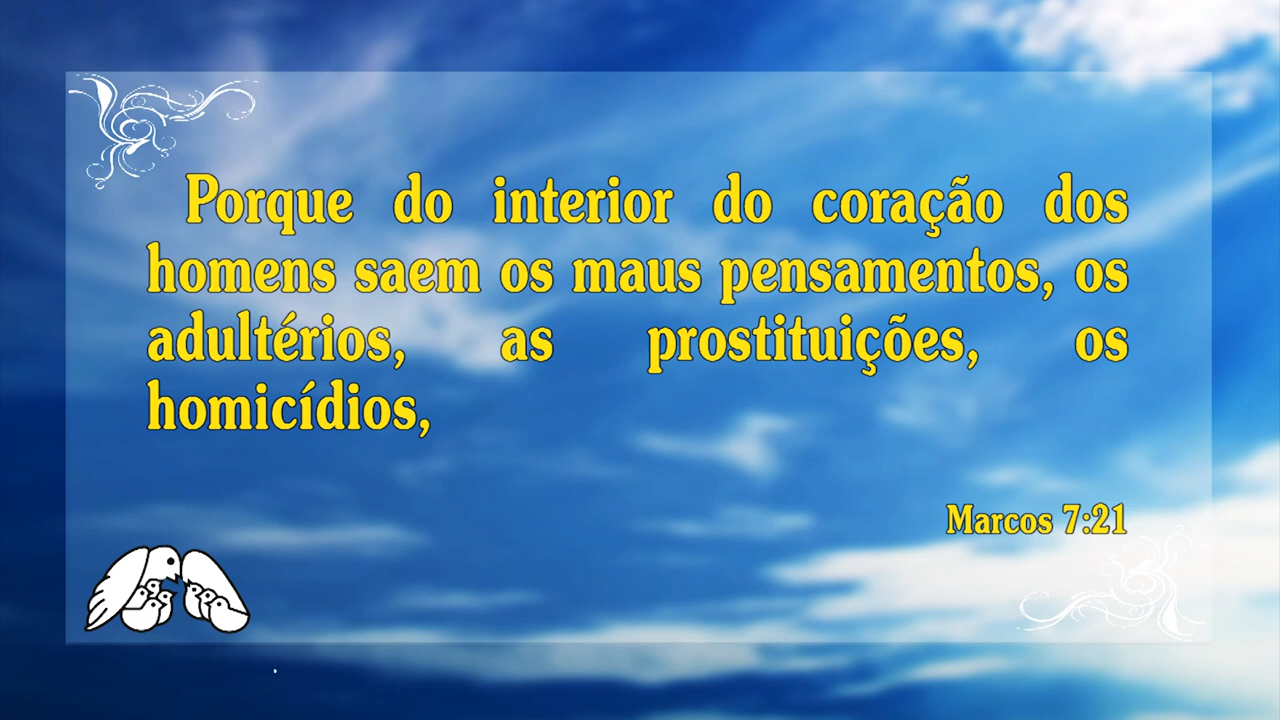 Porque do interior do coração dos
homens saem os maus pensamentos, os
adultérios, as prostituições, os
homicídios,
Marcos 7:21